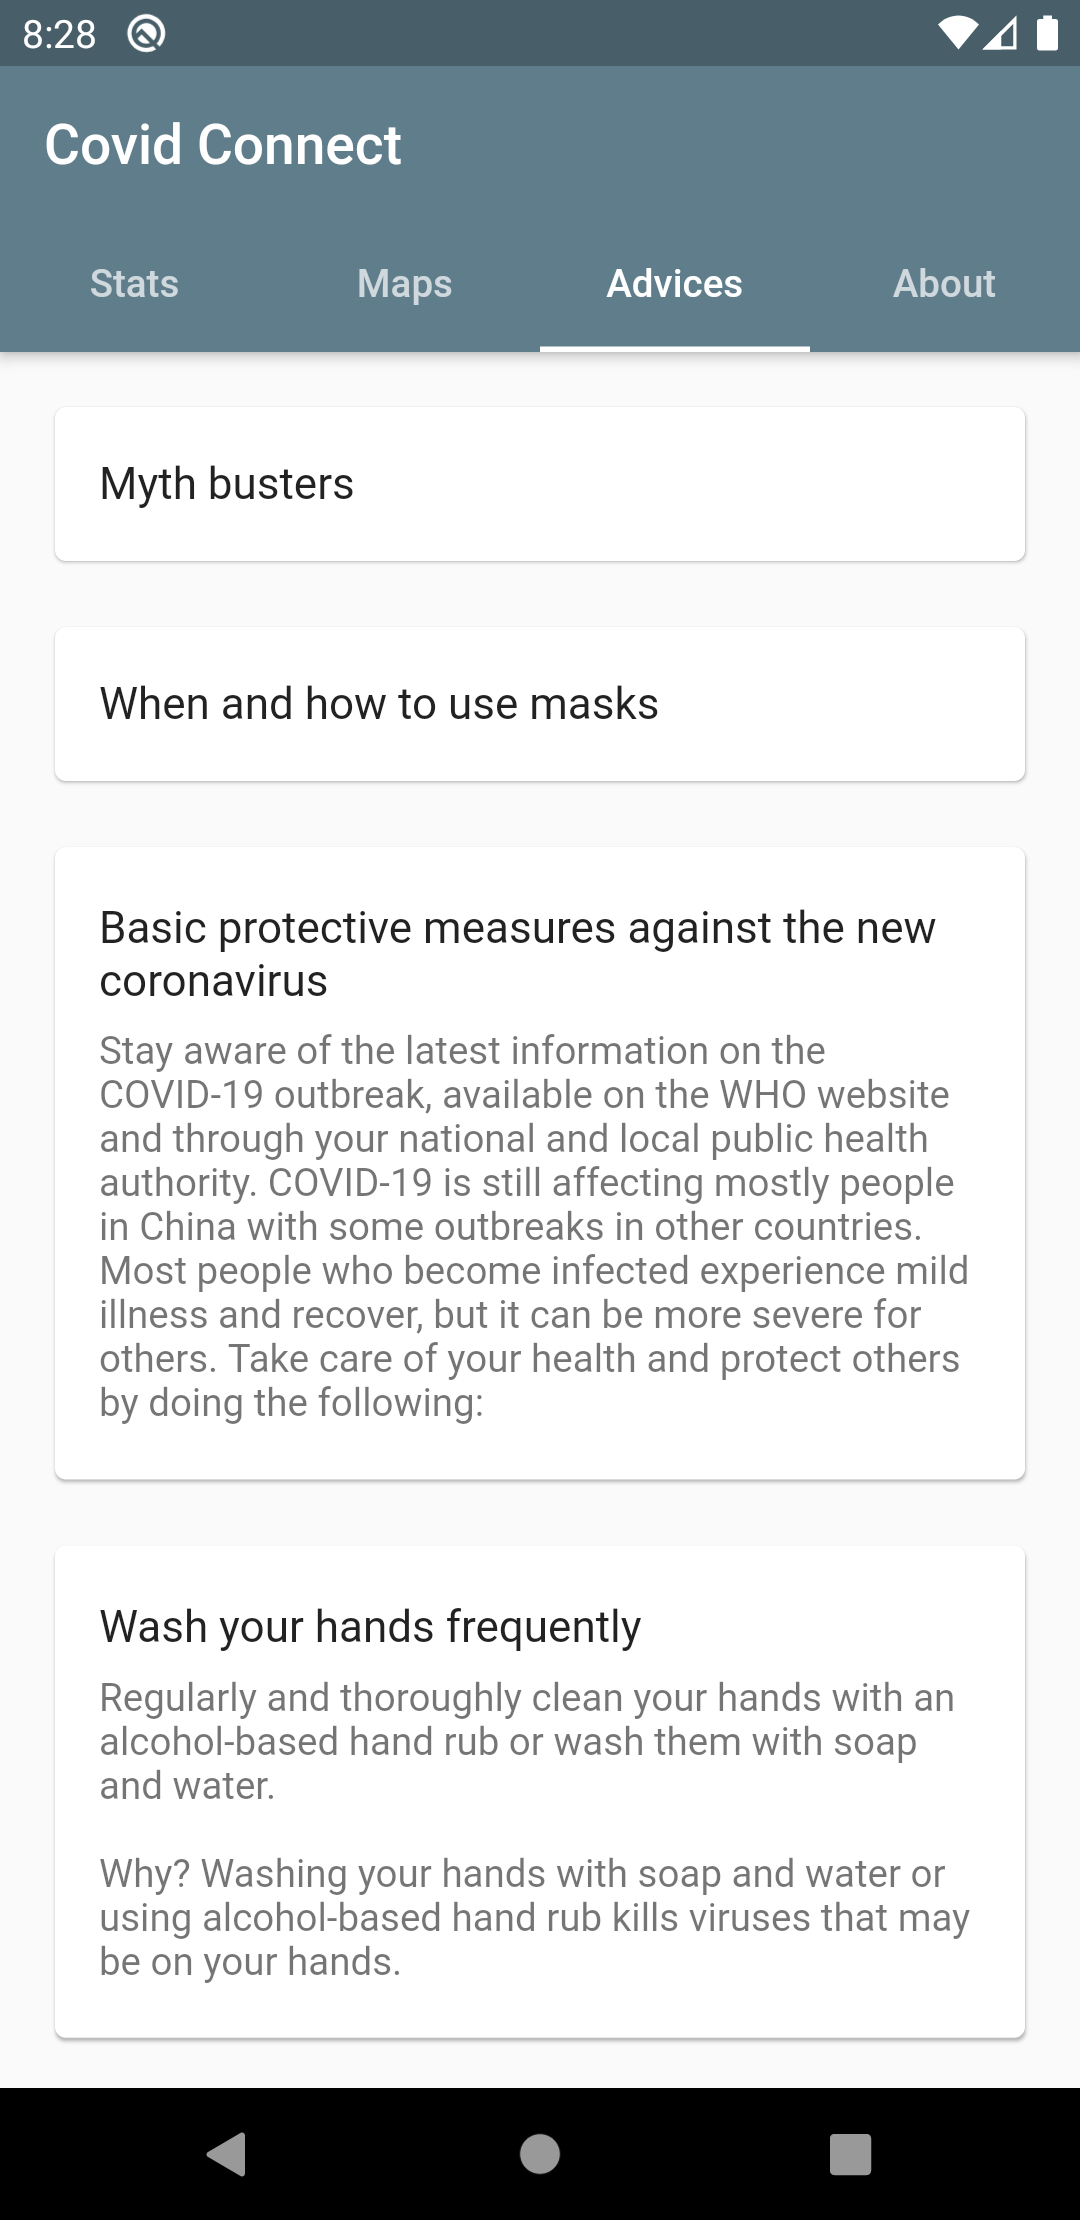 8:28
Covid Connect
Stats Maps Advices About
Myth busters
When and how to use masks
Basic protective measures against the new
coronavirus
Stay aware of the latest information on the
COVID-19 outbreak, available on the WHO website
and through your national and local public health
authority. COVID-19 is still affecting mostly people
in China with some outbreaks in other countries.
Most people who become infected experience mild
illness and recover, but it can be more severe for
others. Take care of your health and protect others
by doing the following:
Wash your hands frequently
Regularly and thoroughly clean your hands with an
alcohol-based hand rub or wash them with soap
and water.
Why? Washing your hands with soap and water or
using alcohol-based hand rub kills viruses that may
be on your hands.